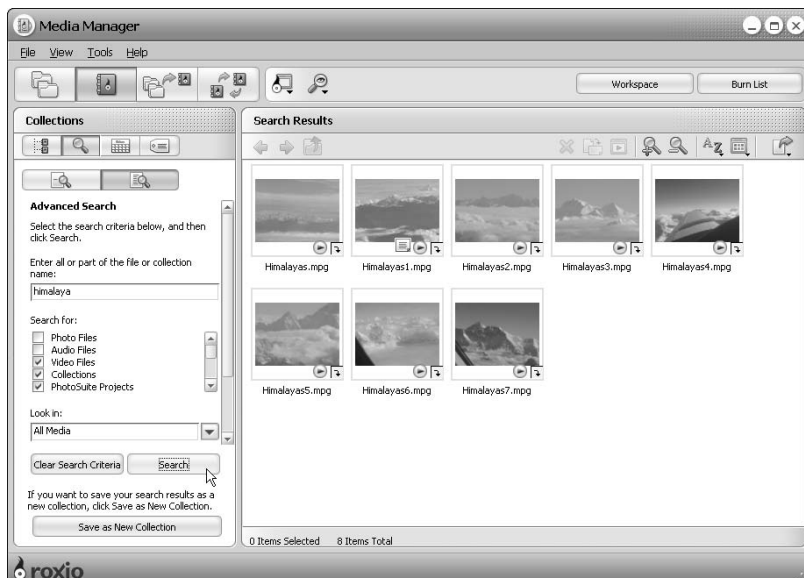 Media Manager
File View Tools Help
Workspace Burn List
Collections
Search Results
Advanced Search
Select the search criteria below, and then
click Search.
Enter all or part of the file or collection
name:
himalaya
Search for:
Photo Files
Audio Files
Video Files
Collections
PhotoSuite Projects
Look in:
All Media
Clear Search Criteria Search
If you want to save your search results as a
new collection, click Save as New Collection.
Save as New Collection
AZ
Himalayas.mpg Himalayas1.mpg Himalayas2.mpg Himalayas3.mpg Himalayas4.mpg
Himalayas5.mpg Himalayas6.mpg Himalayas7.mpg
0 Items Selected 8 Items Total
roxio